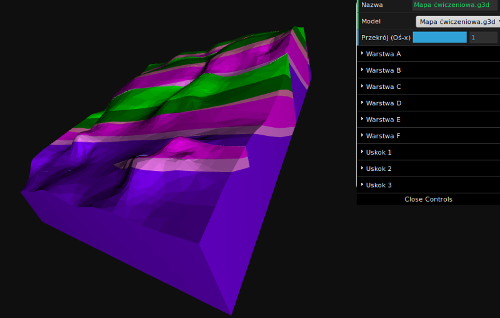 Nazwa Mapa ćwiczeniowa.g3d
Model Mapa ćwiczeniowa.g3d
Przekrój (Oś-x) 1
Warstwa A
Warstwa B
Warstwa C
Warstwa D
Warstwa E
Warstwa F
Uskok 1
Uskok 2
Uskok 3
Close Controls